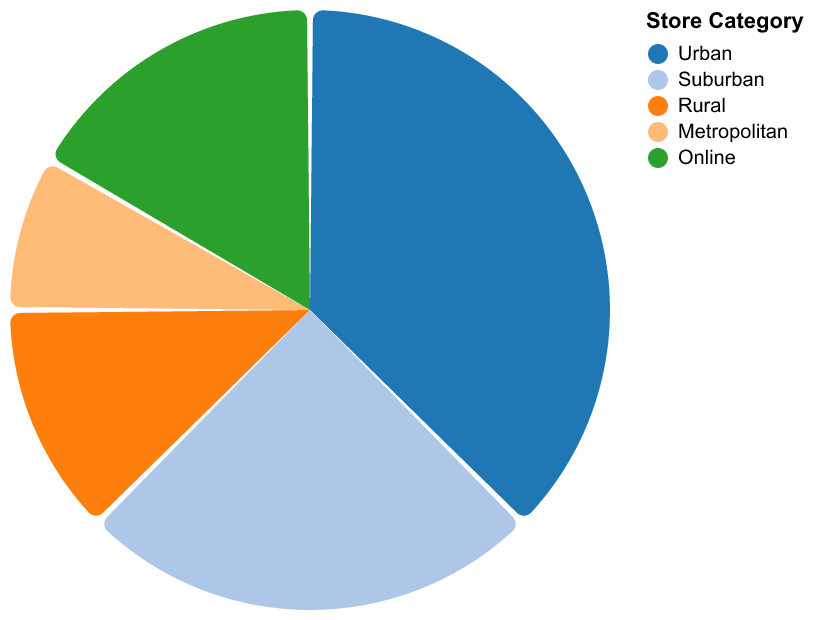 Store Category
Urban
Suburban
Rural
Metropolitan
Online